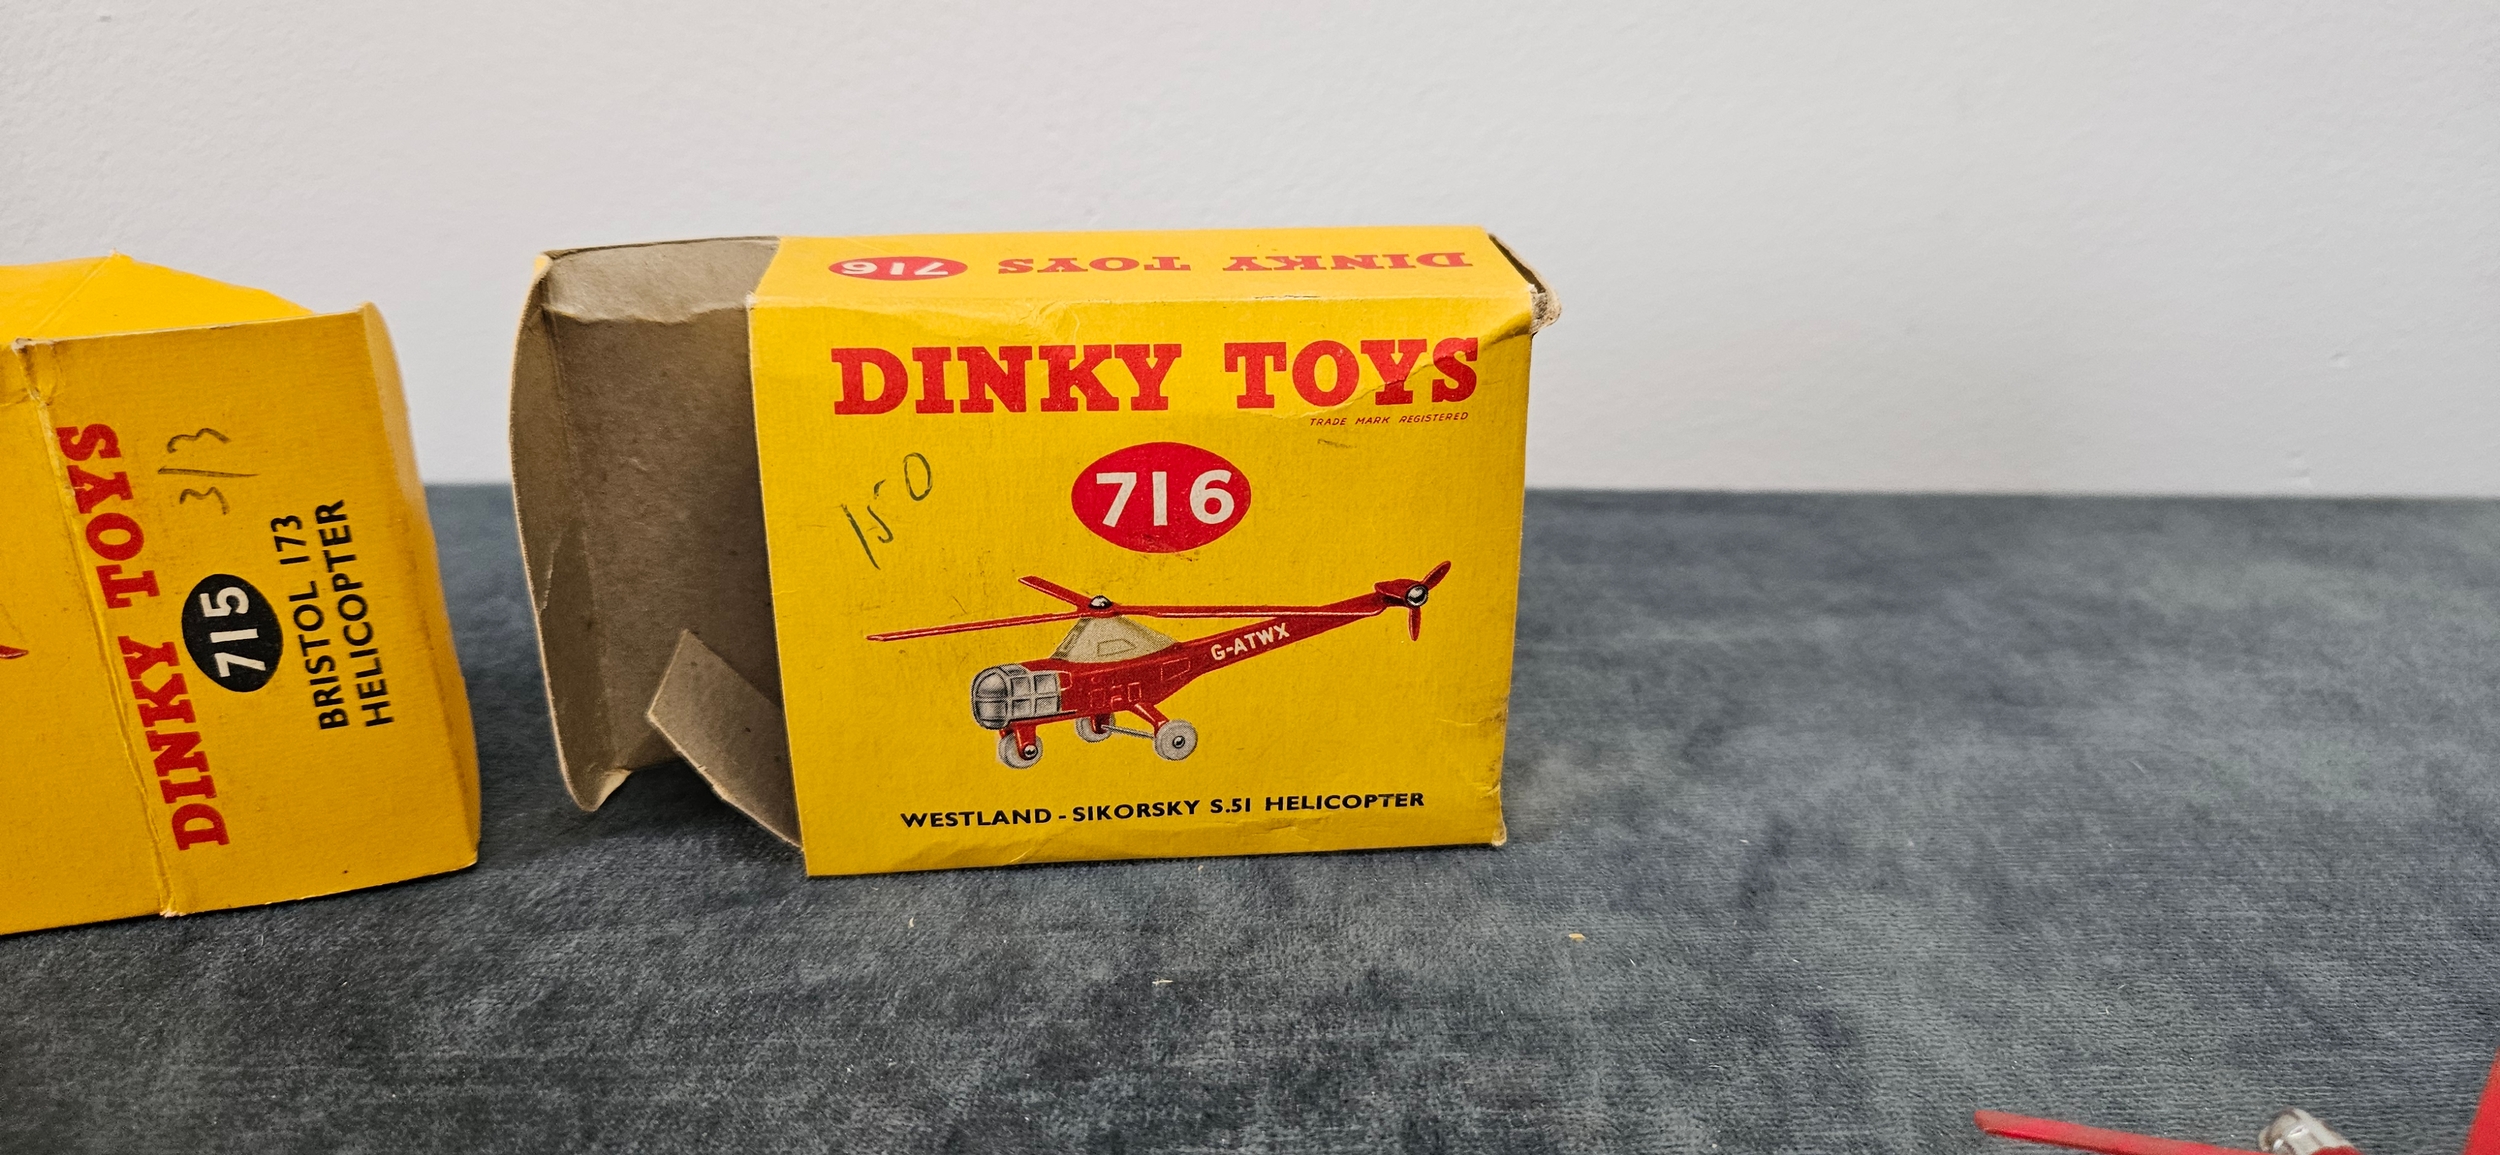 DINKY TOYS
3/3
715
BRISTOL 173
HELICOPTER
DINKY TOYS 716
DINKY TOYS
TRADE MARK REGISTERED
716
150
G-ATWX
WESTLAND - SIKORSKY S.51 HELICOPTER